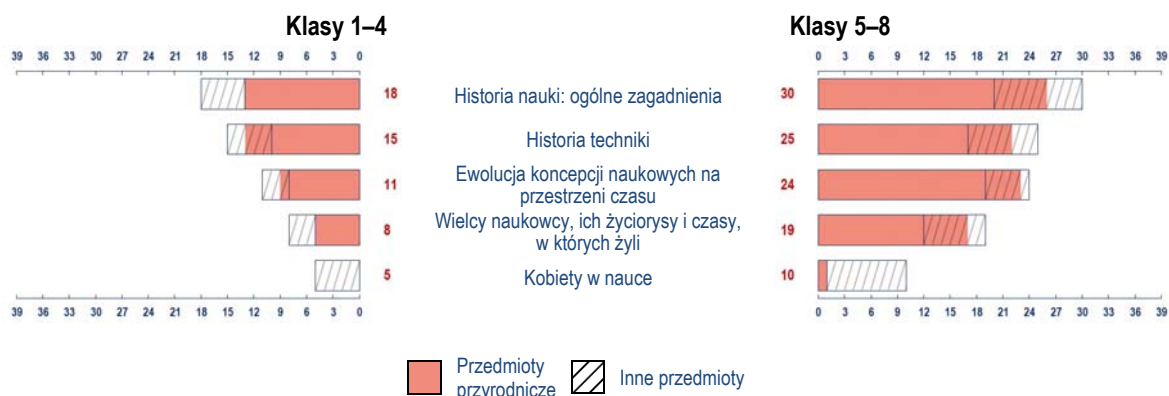 Klasy 1–4
Klasy 5–8
39 36 33 30 27 24 21 18 15 12 9 6 3 0
0 3 6 9 12 15 18 21 24 27 30 33 36 39
18
Historia nauki: ogólne zagadnienia
30
15
Historia techniki
25
11
Ewolucja koncepcji naukowych na
przestrzeni czasu
24
8
Wielcy naukowcy, ich życiorysy i czasy,
w których żyli
19
5
Kobiety w nauce
10
39 36 33 30 27 24 21 18 15 12 9 6 3 0
0 3 6 9 12 15 18 21 24 27 30 33 36 39
Przedmioty
przyrodnicze
Inne przedmioty